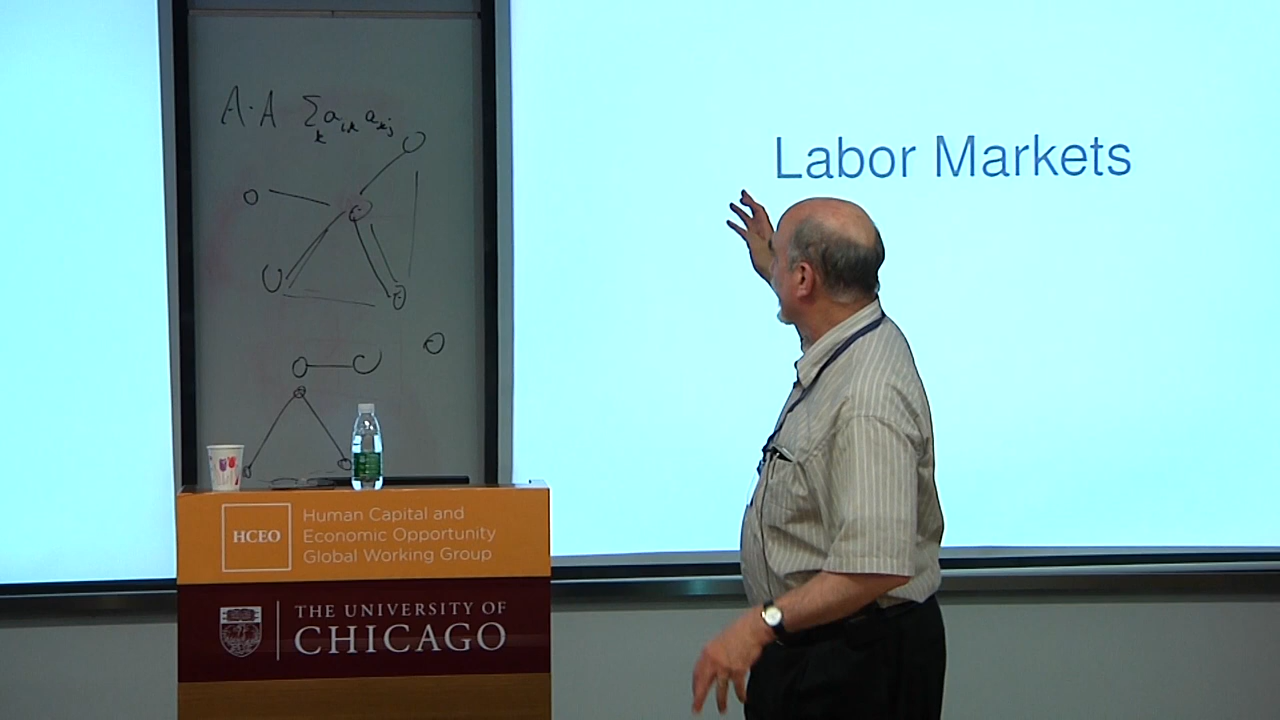 A·A Σ_k a_ik a_kj
Labor Markets
HCEO
Human Capital and
Economic Opportunity
Global Working Group
THE UNIVERSITY OF
CHICAGO